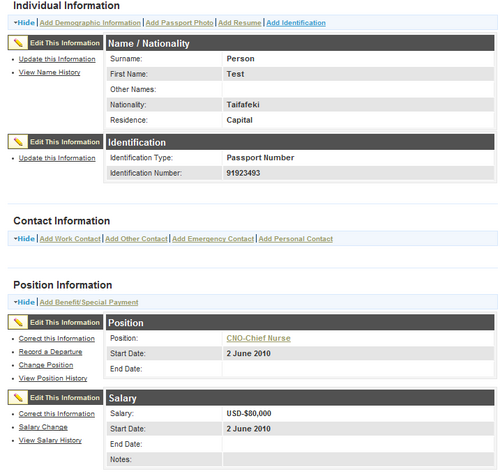 Individual Information
Hide | Add Demographic Information | Add Passport Photo | Add Resume | Add Identification
Edit This Information
Name / Nationality
Update this Information
View Name History
Surname: Person
First Name: Test
Other Names:
Nationality: Taifafeki
Residence: Capital
Edit This Information
Identification
Update this Information
Identification Type: Passport Number
Identification Number: 91923493
Contact Information
Hide | Add Work Contact | Add Other Contact | Add Emergency Contact | Add Personal Contact
Position Information
Hide | Add Benefit/Special Payment
Edit This Information
Position
Correct this Information
Record a Departure
Change Position
View Position History
Position: CNO-Chief Nurse
Start Date: 2 June 2010
End Date:
Edit This Information
Salary
Correct this Information
Salary Change
View Salary History
Salary: USD-$80,000
Start Date: 2 June 2010
End Date:
Notes: